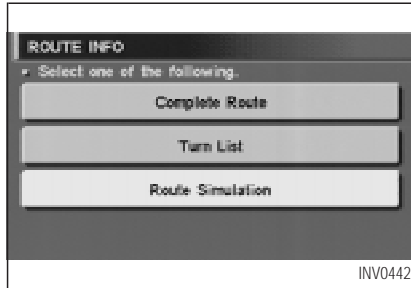 ROUTE INFO
Select one of the following.
Complete Route
Turn List
Route Simulation
INV0442